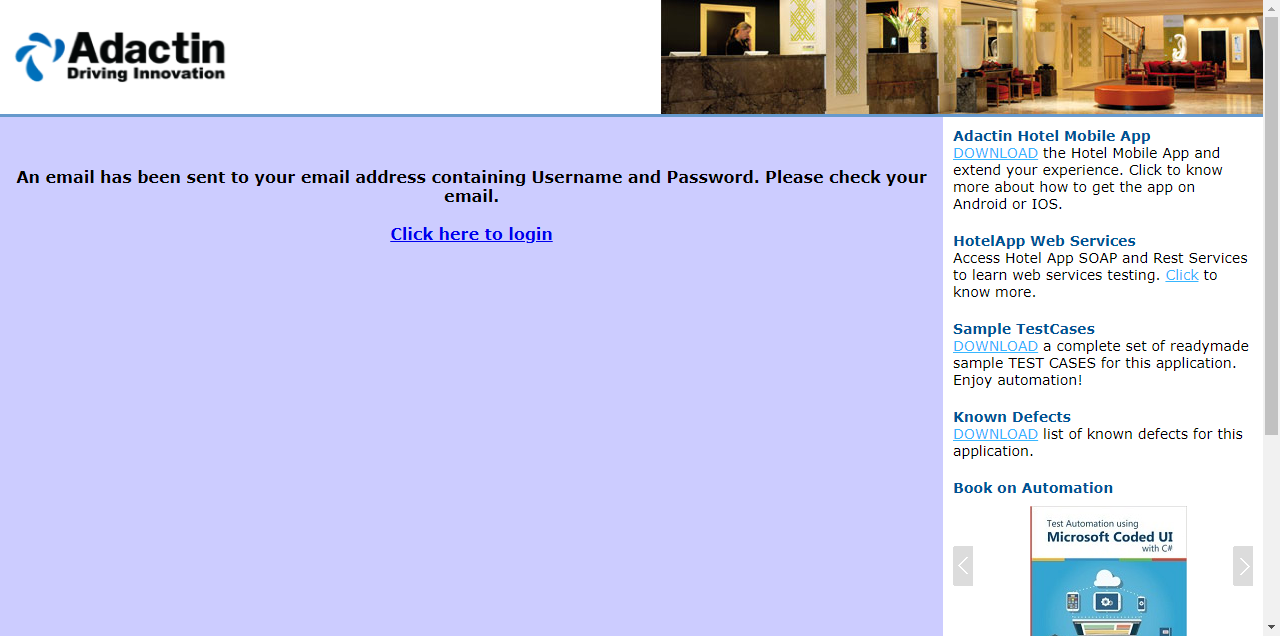 Adactin
Driving Innovation
An email has been sent to your email address containing Username and Password. Please check your
email.
Click here to login
Adactin Hotel Mobile App
DOWNLOAD the Hotel Mobile App and
extend your experience. Click to know
more about how to get the app on
Android or IOS.
HotelApp Web Services
Access Hotel App SOAP and Rest Services
to learn web services testing. Click to
know more.
Sample TestCases
DOWNLOAD a complete set of readymade
sample TEST CASES for this application.
Enjoy automation!
Known Defects
DOWNLOAD list of known defects for this
application.
Book on Automation
Test Automation using
Microsoft Coded UI
with C#